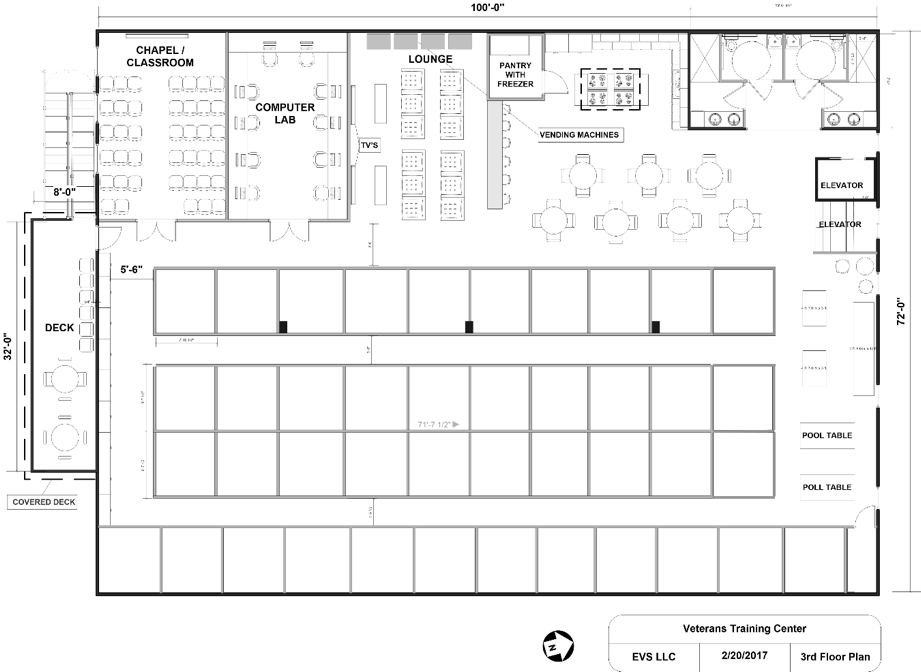 100'-0"
CHAPEL /
CLASSROOM
LOUNGE
PANTRY
WITH
FREEZER
COMPUTER
LAB
VENDING MACHINES
TV'S
ELEVATOR
8'-0"
ELEVATOR
5'-6"
DECK
72'-0"
32'-0"
71'-7 1/2"
POOL TABLE
POLL TABLE
COVERED DECK
N
Veterans Training Center
EVS LLC
2/20/2017
3rd Floor Plan